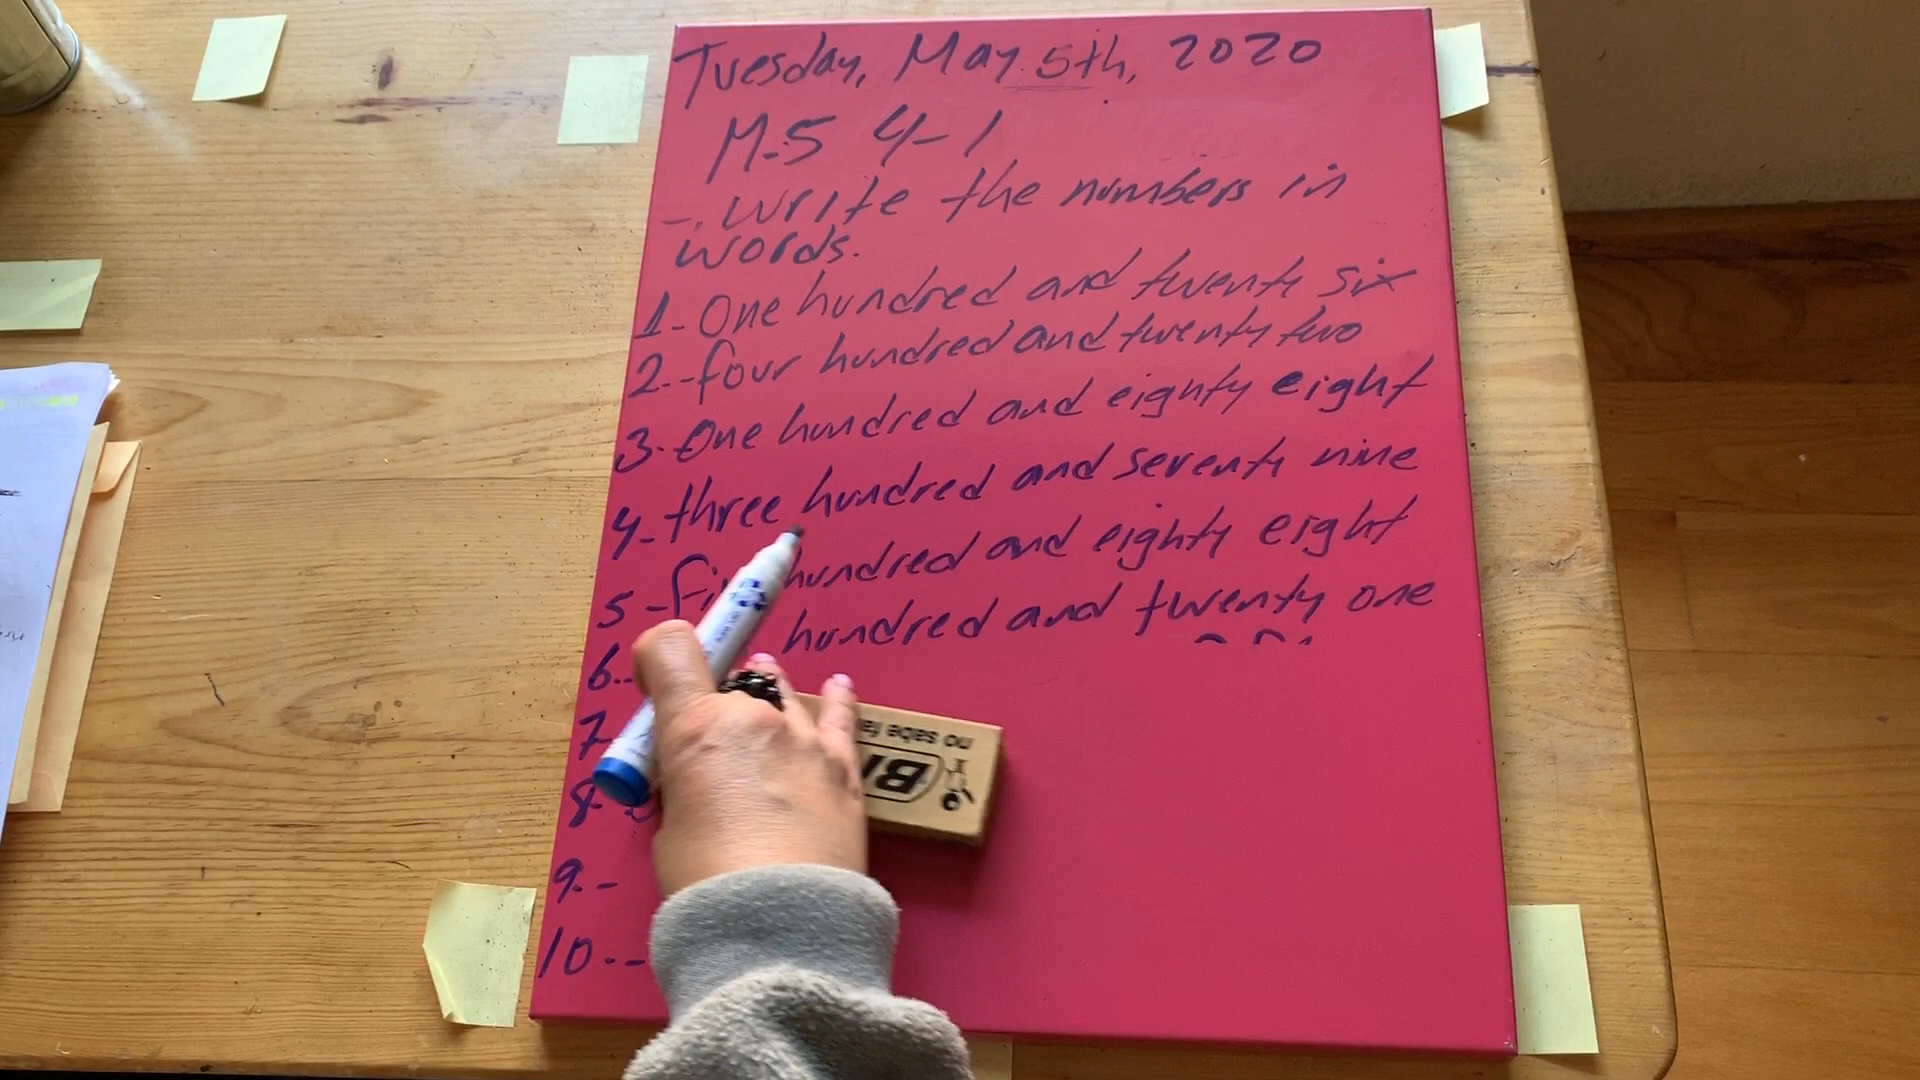 Tuesday, May 5th, 2020
M-5 4-1
-. Write the numbers in
words.
1- One hundred and twenty six
2.- four hundred and twenty two
3. One hundred and eighty eight
4- three hundred and seventy nine
5 - hundred and eighty eight
6.- hundred and twenty one
7
8-
9.-
10.-
no sabe